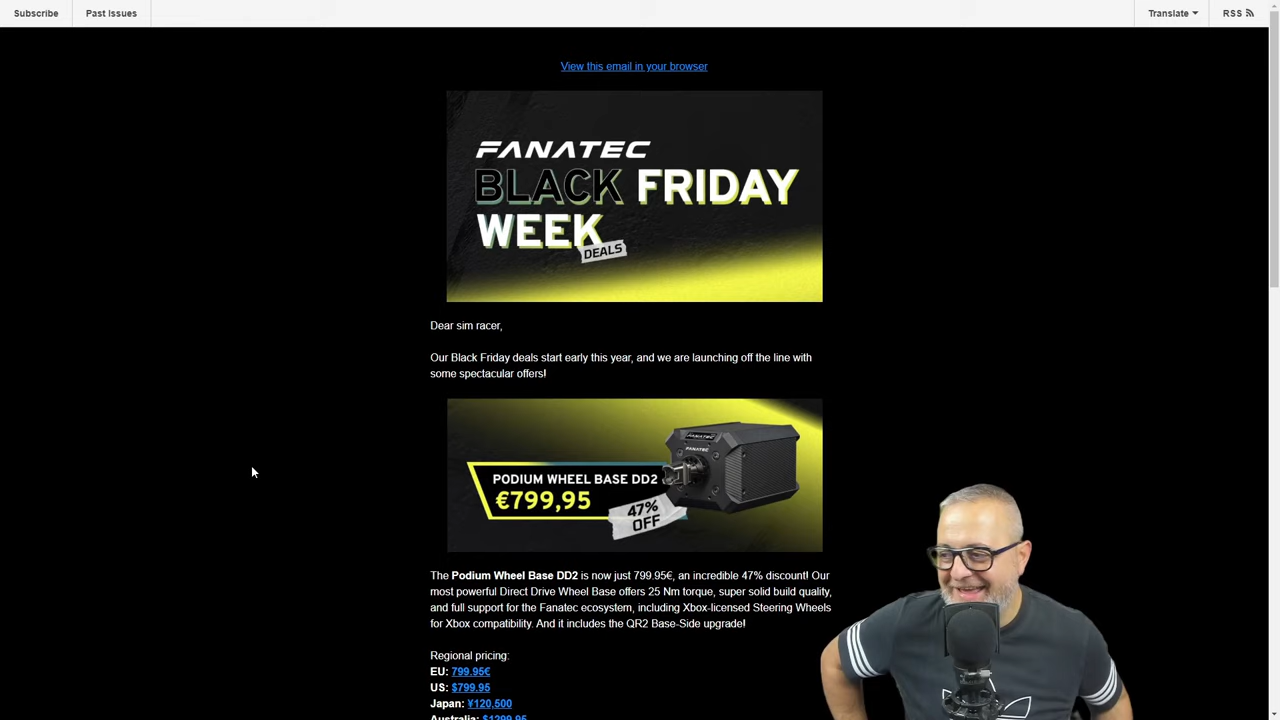 Subscribe
Past Issues
Translate
RSS
View this email in your browser
FANATEC
BLACK FRIDAY
WEEK
DEALS
Dear sim racer,
Our Black Friday deals start early this year, and we are launching off the line with
some spectacular offers!
FANATEC
FANATEC
PODIUM WHEEL BASE DD2
€799,95
47%
OFF
The Podium Wheel Base DD2 is now just 799.95€, an incredible 47% discount! Our
most powerful Direct Drive Wheel Base offers 25 Nm torque, super solid build quality,
and full support for the Fanatec ecosystem, including Xbox-licensed Steering Wheels
for Xbox compatibility. And it includes the QR2 Base-Side upgrade!
Regional pricing:
EU: 799.95€
US: $799.95
Japan: ¥120,500
Australia: $1299.95